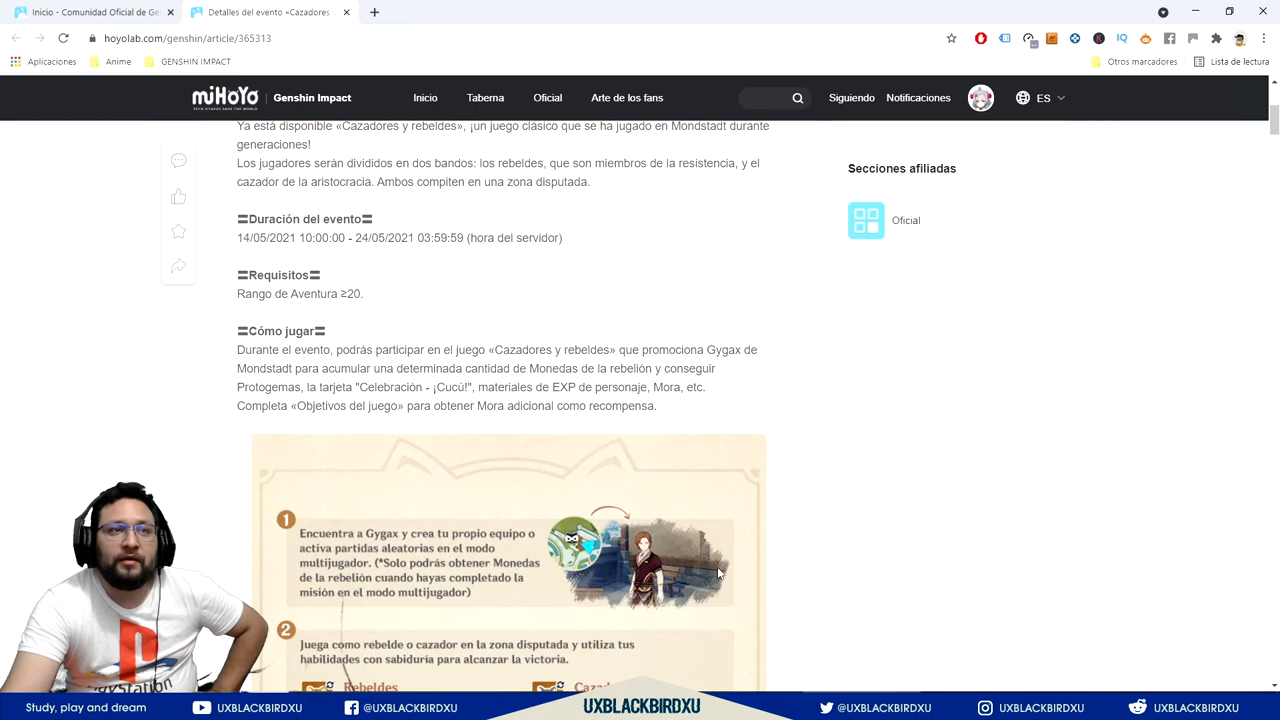 Inicio - Comunidad Oficial de Ge
Detalles del evento «Cazadores
hoyolab.com/genshin/article/365313
Aplicaciones
Anime
GENSHIN IMPACT
Otros marcadores
Lista de lectura
miHoYo
TECH OTAKUS SAVE THE WORLD
Genshin Impact
Inicio
Taberna
Oficial
Arte de los fans
Siguiendo
Notificaciones
ES
Ya está disponible «Cazadores y rebeldes», ¡un juego clásico que se ha jugado en Mondstadt durante
generaciones!
Los jugadores serán divididos en dos bandos: los rebeldes, que son miembros de la resistencia, y el
cazador de la aristocracia. Ambos compiten en una zona disputada.
〓Duración del evento〓
14/05/2021 10:00:00 - 24/05/2021 03:59:59 (hora del servidor)
〓Requisitos〓
Rango de Aventura ≥20.
〓Cómo jugar〓
Durante el evento, podrás participar en el juego «Cazadores y rebeldes» que promociona Gygax de
Mondstadt para acumular una determinada cantidad de Monedas de la rebelión y conseguir
Protogemas, la tarjeta "Celebración - ¡Cucú!", materiales de EXP de personaje, Mora, etc.
Completa «Objetivos del juego» para obtener Mora adicional como recompensa.
Secciones afiliadas
Oficial
1
Encuentra a Gygax y crea tu propio equipo o
activa partidas aleatorias en el modo
multijugador. (*Solo podrás obtener Monedas
de la rebelión cuando hayas completado la
misión en el modo multijugador)
2
Juega como rebelde o cazador en la zona disputada y utiliza tus
habilidades con sabiduría para alcanzar la victoria.
Rebeldes
PlayStation
Study, play and dream
UXBLACKBIRDXU
@UXBLACKBIRDXU
UXBLACKBIRDXU
@UXBLACKBIRDXU
UXBLACKBIRDXU
UXBLACKBIRDXU